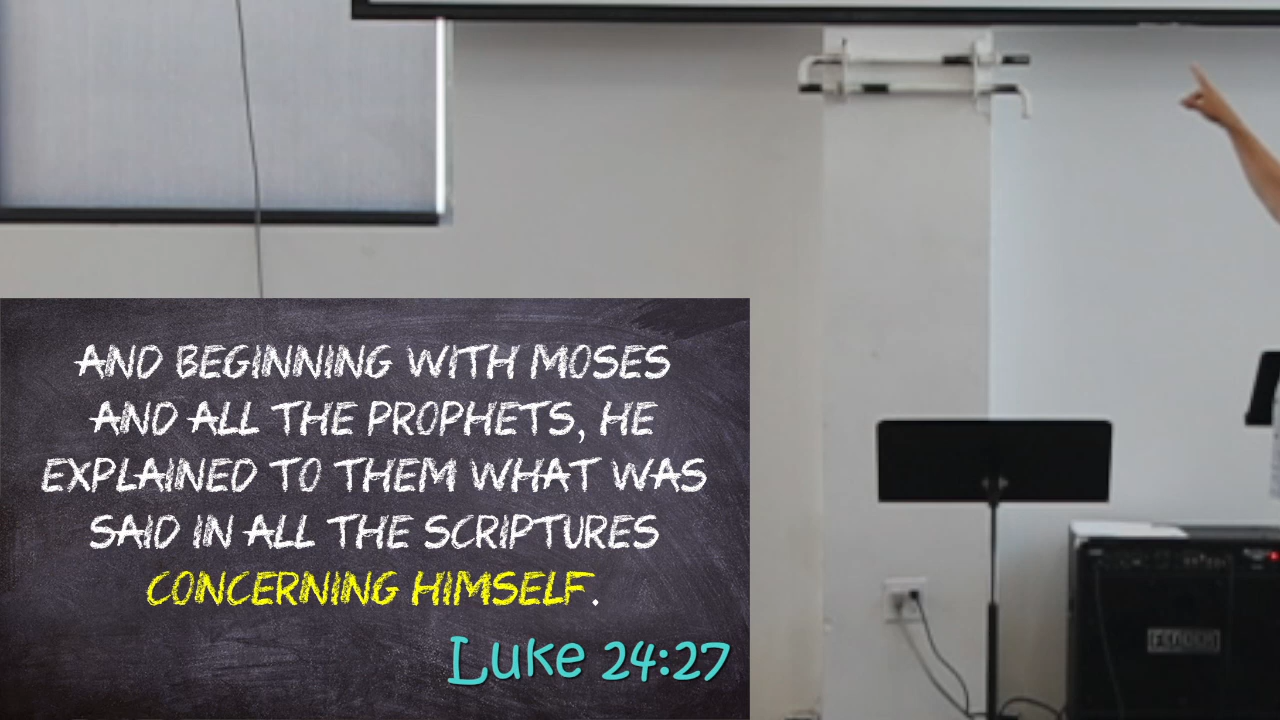 AND BEGINNING WITH MOSES
AND ALL THE PROPHETS, HE
EXPLAINED TO THEM WHAT WAS
SAID IN ALL THE SCRIPTURES
CONCERNING HIMSELF.
Luke 24:27